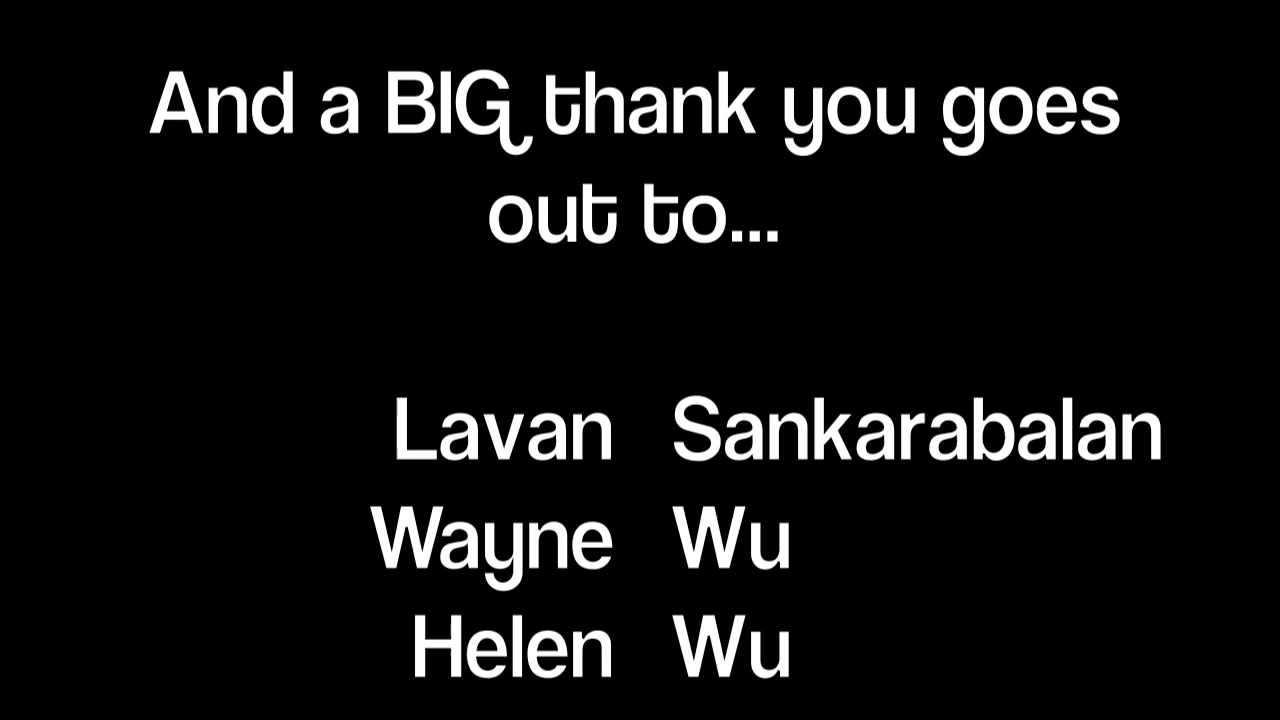 And a BIG thank you goes
out to...
Lavan Sankarabalan
Wayne Wu
Helen Wu